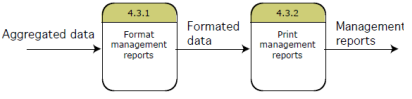 Aggregated data
4.3.1
Format
management
reports
Formated
data
4.3.2
Print
management
reports
Management
reports